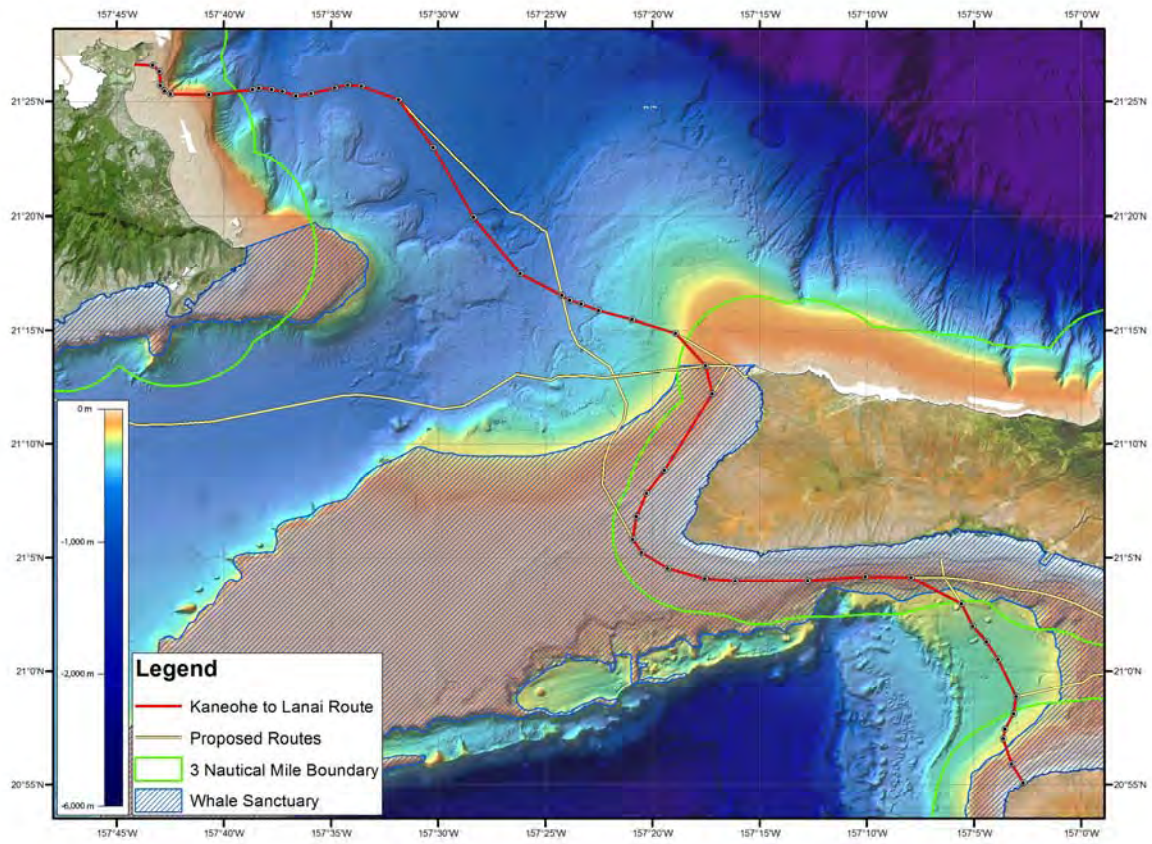 157°45'W 157°40'W 157°35'W 157°30'W 157°25'W 157°20'W 157°15'W 157°10'W 157°5'W 157°0'W
21°25'N 21°25'N
21°20'N 21°20'N
21°15'N 21°15'N
21°10'N 21°10'N
21°5'N 21°5'N
21°0'N 21°0'N
20°55'N 20°55'N
0 m
-1,000 m
-2,000 m
-6,000 m
Legend
Kaneohe to Lanai Route
Proposed Routes
3 Nautical Mile Boundary
Whale Sanctuary
157°45'W 157°40'W 157°35'W 157°30'W 157°25'W 157°20'W 157°15'W 157°10'W 157°5'W 157°0'W